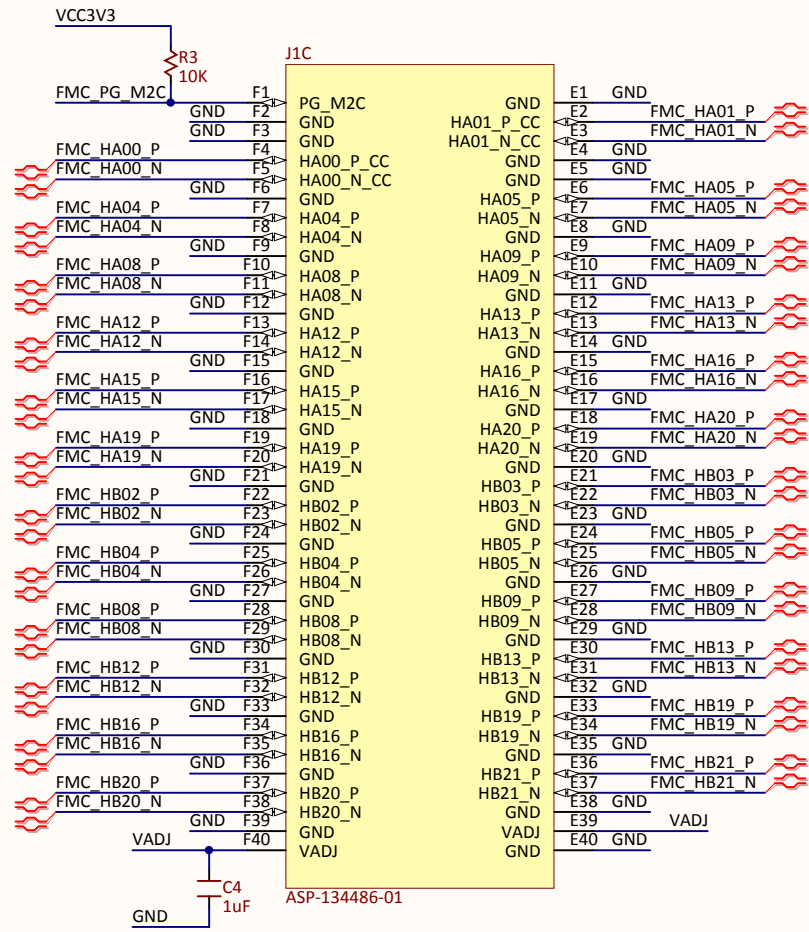 VCC3V3
R3
10K
J1C
FMC_PG_M2C F1 PG_M2C GND E1 GND
GND F2 GND HA01_P_CC E2 FMC_HA01_P
GND F3 GND HA01_N_CC E3 FMC_HA01_N
FMC_HA00_P F4 HA00_P_CC GND E4 GND
FMC_HA00_N F5 HA00_N_CC GND E5 GND
GND F6 GND HA05_P E6 FMC_HA05_P
FMC_HA04_P F7 HA04_P HA05_N E7 FMC_HA05_N
FMC_HA04_N F8 HA04_N GND E8 GND
GND F9 GND HA09_P E9 FMC_HA09_P
FMC_HA08_P F10 HA08_P HA09_N E10 FMC_HA09_N
FMC_HA08_N F11 HA08_N GND E11 GND
GND F12 GND HA13_P E12 FMC_HA13_P
FMC_HA12_P F13 HA12_P HA13_N E13 FMC_HA13_N
FMC_HA12_N F14 HA12_N GND E14 GND
GND F15 GND HA16_P E15 FMC_HA16_P
FMC_HA15_P F16 HA15_P HA16_N E16 FMC_HA16_N
FMC_HA15_N F17 HA15_N GND E17 GND
GND F18 GND HA20_P E18 FMC_HA20_P
FMC_HA19_P F19 HA19_P HA20_N E19 FMC_HA20_N
FMC_HA19_N F20 HA19_N GND E20 GND
GND F21 GND HB03_P E21 FMC_HB03_P
FMC_HB02_P F22 HB02_P HB03_N E22 FMC_HB03_N
FMC_HB02_N F23 HB02_N GND E23 GND
GND F24 GND HB05_P E24 FMC_HB05_P
FMC_HB04_P F25 HB04_P HB05_N E25 FMC_HB05_N
FMC_HB04_N F26 HB04_N GND E26 GND
GND F27 GND HB09_P E27 FMC_HB09_P
FMC_HB08_P F28 HB08_P HB09_N E28 FMC_HB09_N
FMC_HB08_N F29 HB08_N GND E29 GND
GND F30 GND HB13_P E30 FMC_HB13_P
FMC_HB12_P F31 HB12_P HB13_N E31 FMC_HB13_N
FMC_HB12_N F32 HB12_N GND E32 GND
GND F33 GND HB19_P E33 FMC_HB19_P
FMC_HB16_P F34 HB16_P HB19_N E34 FMC_HB19_N
FMC_HB16_N F35 HB16_N GND E35 GND
GND F36 GND HB21_P E36 FMC_HB21_P
FMC_HB20_P F37 HB20_P HB21_N E37 FMC_HB21_N
FMC_HB20_N F38 HB20_N GND E38 GND
GND F39 GND VADJ E39 VADJ
VADJ F40 VADJ GND E40 GND
C4
1uF
ASP-134486-01
GND